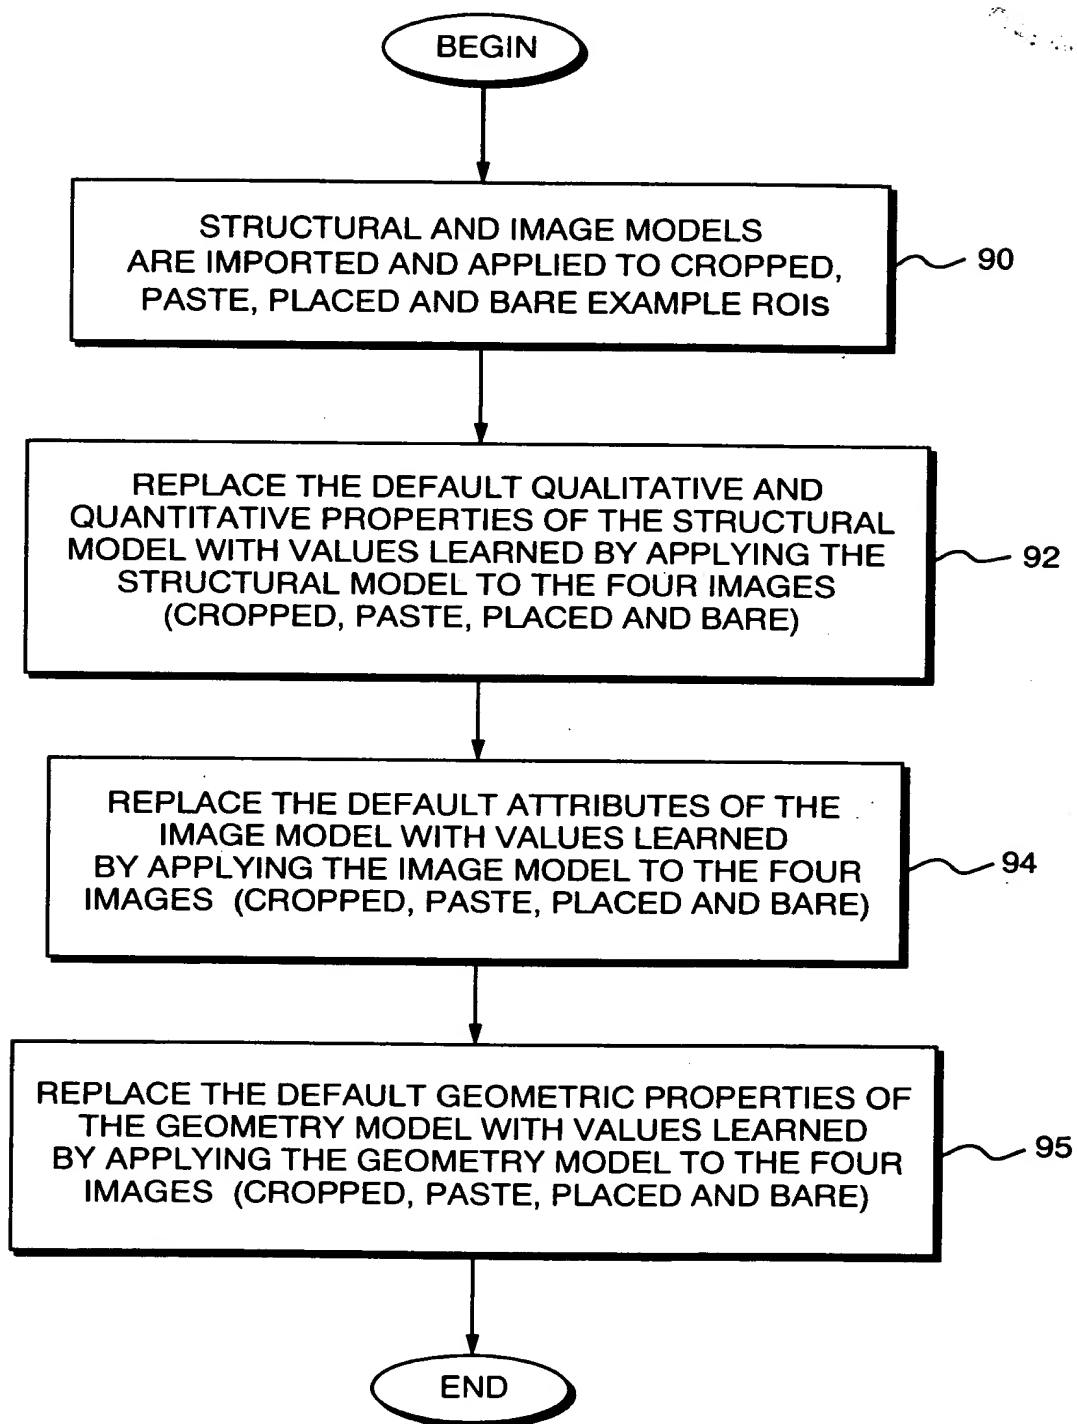 BEGIN
STRUCTURAL AND IMAGE MODELS
ARE IMPORTED AND APPLIED TO CROPPED,
PASTE, PLACED AND BARE EXAMPLE ROIs
90
REPLACE THE DEFAULT QUALITATIVE AND
QUANTITATIVE PROPERTIES OF THE STRUCTURAL
MODEL WITH VALUES LEARNED BY APPLYING THE
STRUCTURAL MODEL TO THE FOUR IMAGES
(CROPPED, PASTE, PLACED AND BARE)
92
REPLACE THE DEFAULT ATTRIBUTES OF THE
IMAGE MODEL WITH VALUES LEARNED
BY APPLYING THE IMAGE MODEL TO THE FOUR
IMAGES (CROPPED, PASTE, PLACED AND BARE)
94
REPLACE THE DEFAULT GEOMETRIC PROPERTIES OF
THE GEOMETRY MODEL WITH VALUES LEARNED
BY APPLYING THE GEOMETRY MODEL TO THE FOUR
IMAGES (CROPPED, PASTE, PLACED AND BARE)
95
END